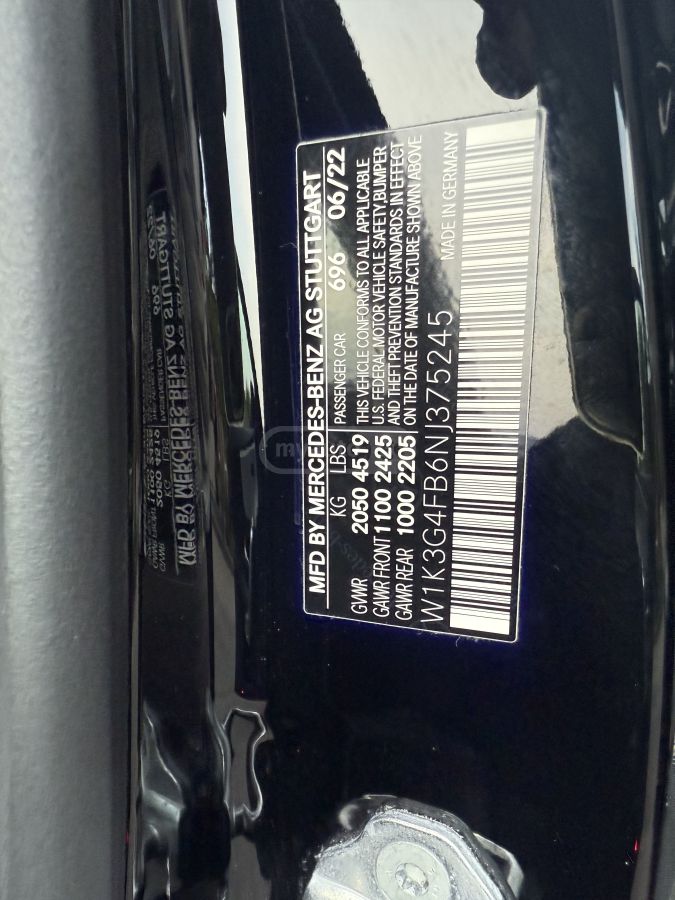 MFD BY MERCEDES-BENZ AG STUTTGART
KG LBS PASSENGER CAR 696 06/22
GVWR 2050 4519 THIS VEHICLE CONFORMS TO ALL APPLICABLE
GAWR FRONT 1100 2425 U.S. FEDERAL MOTOR VEHICLE SAFETY, BUMPER
GAWR REAR 1000 2205 AND THEFT PREVENTION STANDARDS IN EFFECT
ON THE DATE OF MANUFACTURE SHOWN ABOVE
W1K3G4FB6NJ375245 MADE IN GERMANY